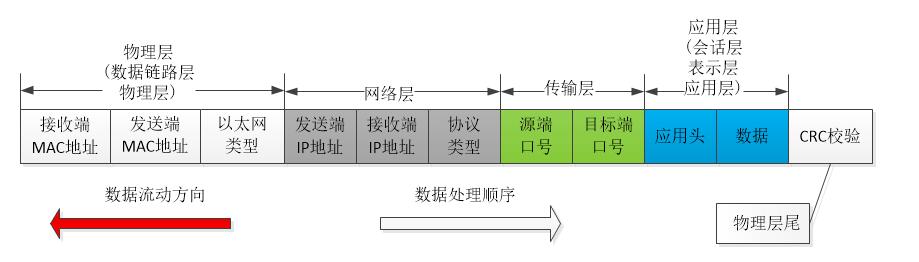 物理层
（数据链路层
物理层）
网络层
传输层
应用层
（会话层
表示层
应用层）
接收端
MAC地址
发送端
MAC地址
以太网
类型
发送端
IP地址
接收端
IP地址
协议
类型
源端
口号
目标端
口号
应用头
数据
CRC校验
数据流动方向
数据处理顺序
物理层尾